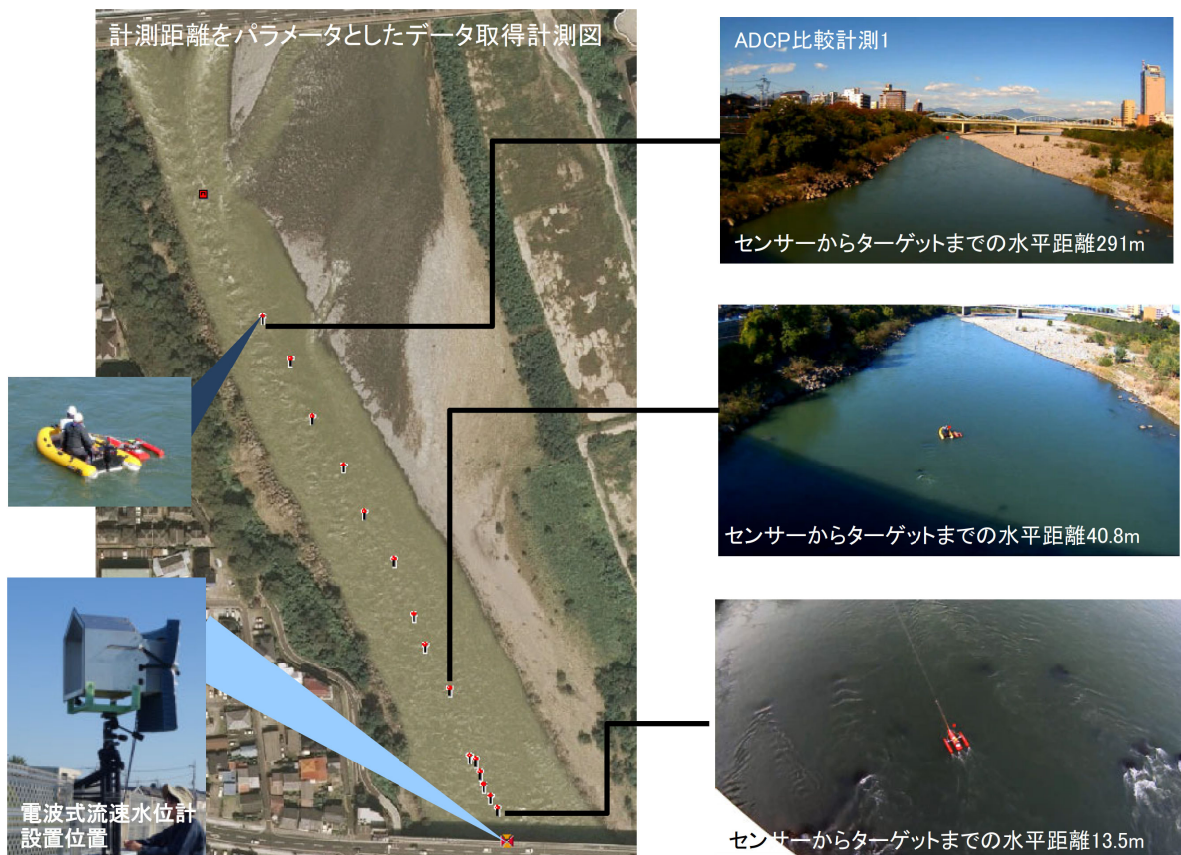 計測距離をパラメータとしたデータ取得計測図
ADCP比較計測1
センサーからターゲットまでの水平距離291m
センサーからターゲットまでの水平距離40.8m
電波式流速水位計
設置位置
センサーからターゲットまでの水平距離13.5m